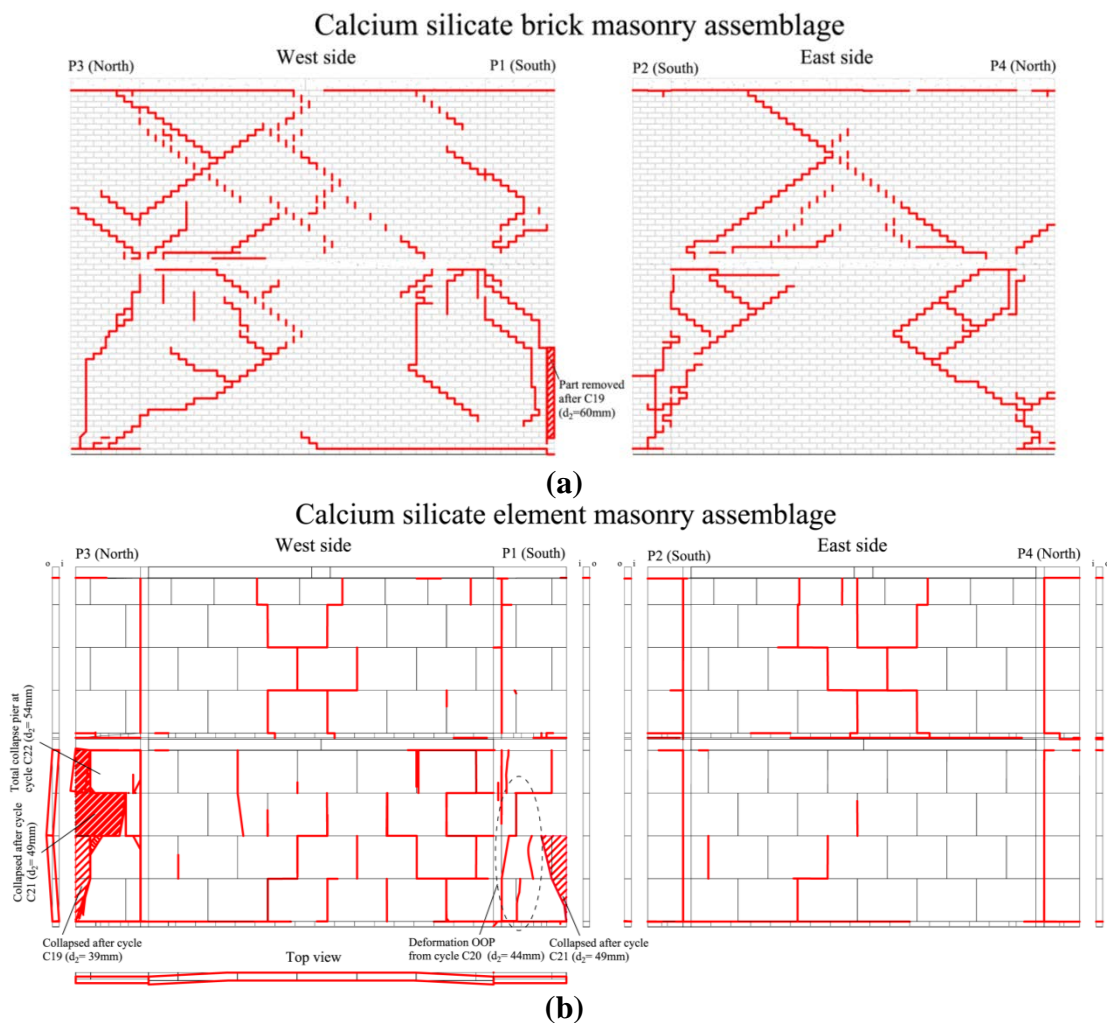 Calcium silicate brick masonry assemblage
West side
East side
P3 (North)
P1 (South)
P2 (South)
P4 (North)
Part removed
after C19
(d₂=60mm)
(a)
Calcium silicate element masonry assemblage
West side
East side
P3 (North)
P1 (South)
P2 (South)
P4 (North)
o i
i o
o i
i o
Total collapse pier at
cycle C22 (d₂= 54mm)
Collapsed after cycle
C21 (d₂= 49mm)
Collapsed after cycle
C19 (d₂= 39mm)
Top view
Deformation OOP
from cycle C20 (d₂= 44mm)
Collapsed after cycle
C21 (d₂= 49mm)
(b)